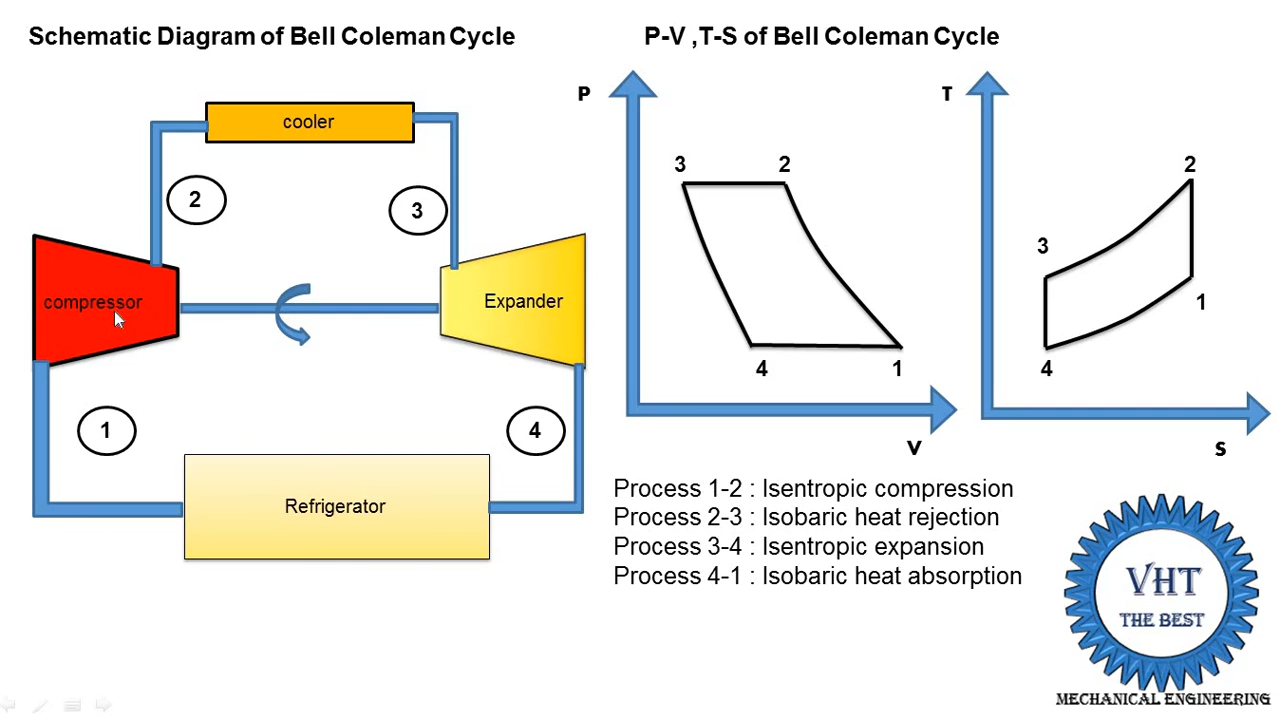 Schematic Diagram of Bell Coleman Cycle
cooler
2
3
compressor
Expander
1
4
Refrigerator
P-V ,T-S of Bell Coleman Cycle
P
3
2
4
1
V
T
2
3
1
4
S
Process 1-2 : Isentropic compression
Process 2-3 : Isobaric heat rejection
Process 3-4 : Isentropic expansion
Process 4-1 : Isobaric heat absorption
VHT
THE BEST
MECHANICAL ENGINEERING